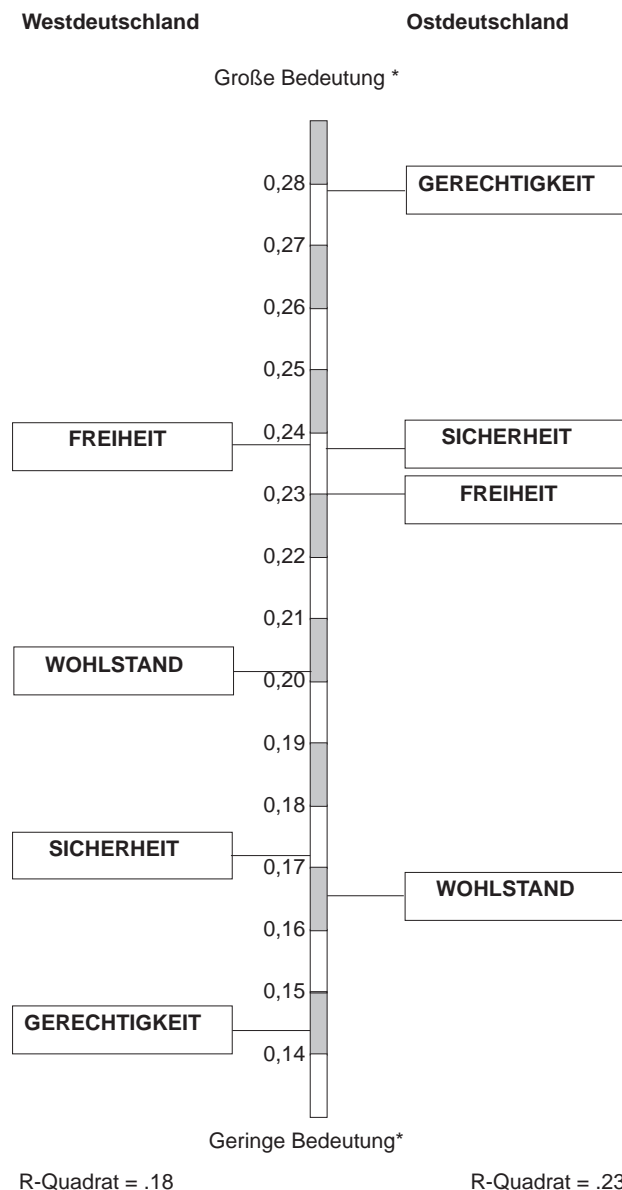 Westdeutschland Ostdeutschland
Große Bedeutung *
0,28 GERECHTIGKEIT
0,27
0,26
0,25
FREIHEIT 0,24 SICHERHEIT
0,23 FREIHEIT
0,22
0,21
WOHLSTAND 0,20
0,19
0,18
SICHERHEIT 0,17
WOHLSTAND
0,16
0,15
GERECHTIGKEIT
0,14
Geringe Bedeutung*
R-Quadrat = .18 R-Quadrat = .23